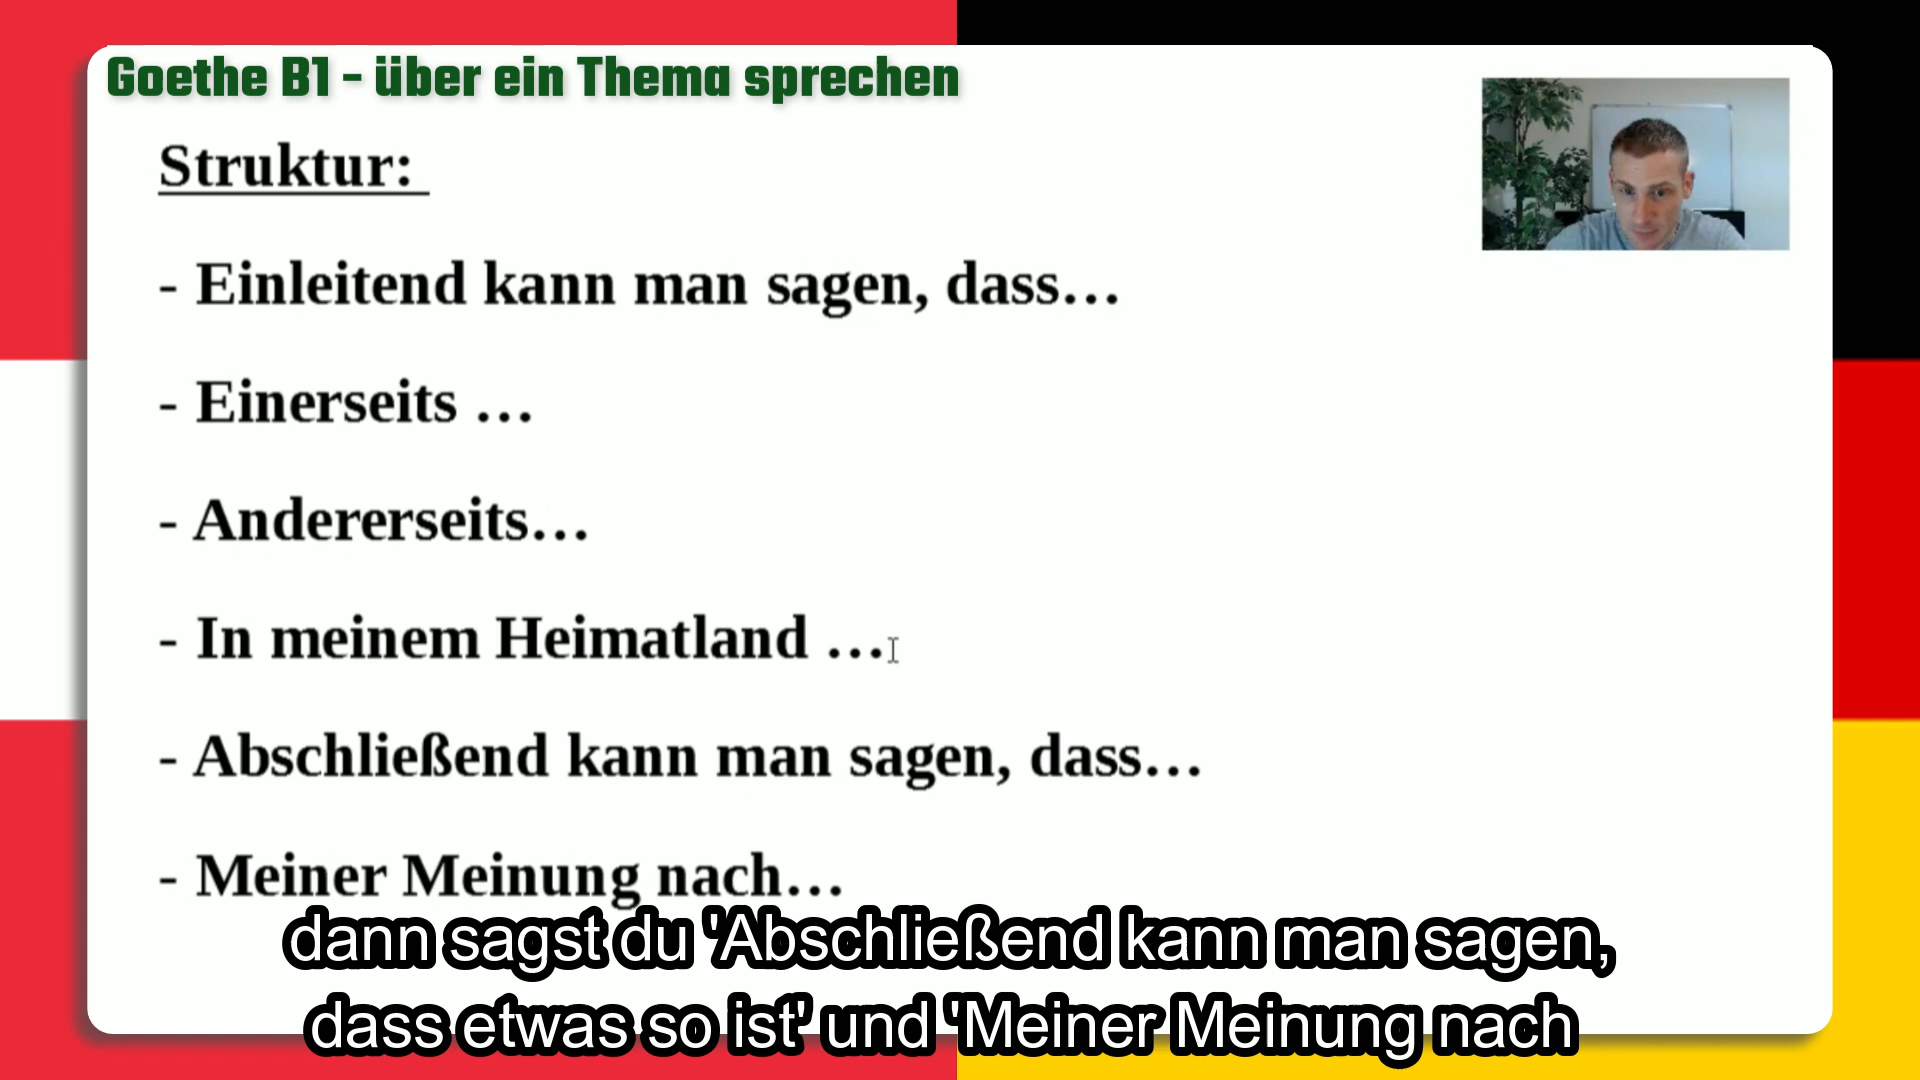 Goethe B1 - über ein Thema sprechen
Struktur:
- Einleitend kann man sagen, dass…
- Einerseits …
- Andererseits…
- In meinem Heimatland …
- Abschließend kann man sagen, dass…
- Meiner Meinung nach…
dann sagst du 'Abschließend kann man sagen,
dass etwas so ist' und 'Meiner Meinung nach